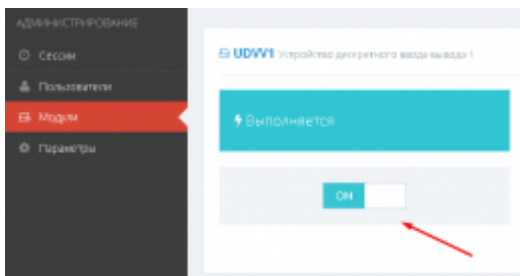 АДМИНИСТРИРОВАНИЕ
Сессии
Пользователи
Модули
Параметры
UDVV1 Устройство дискретного ввода-вывода 1
Выполняется
ON